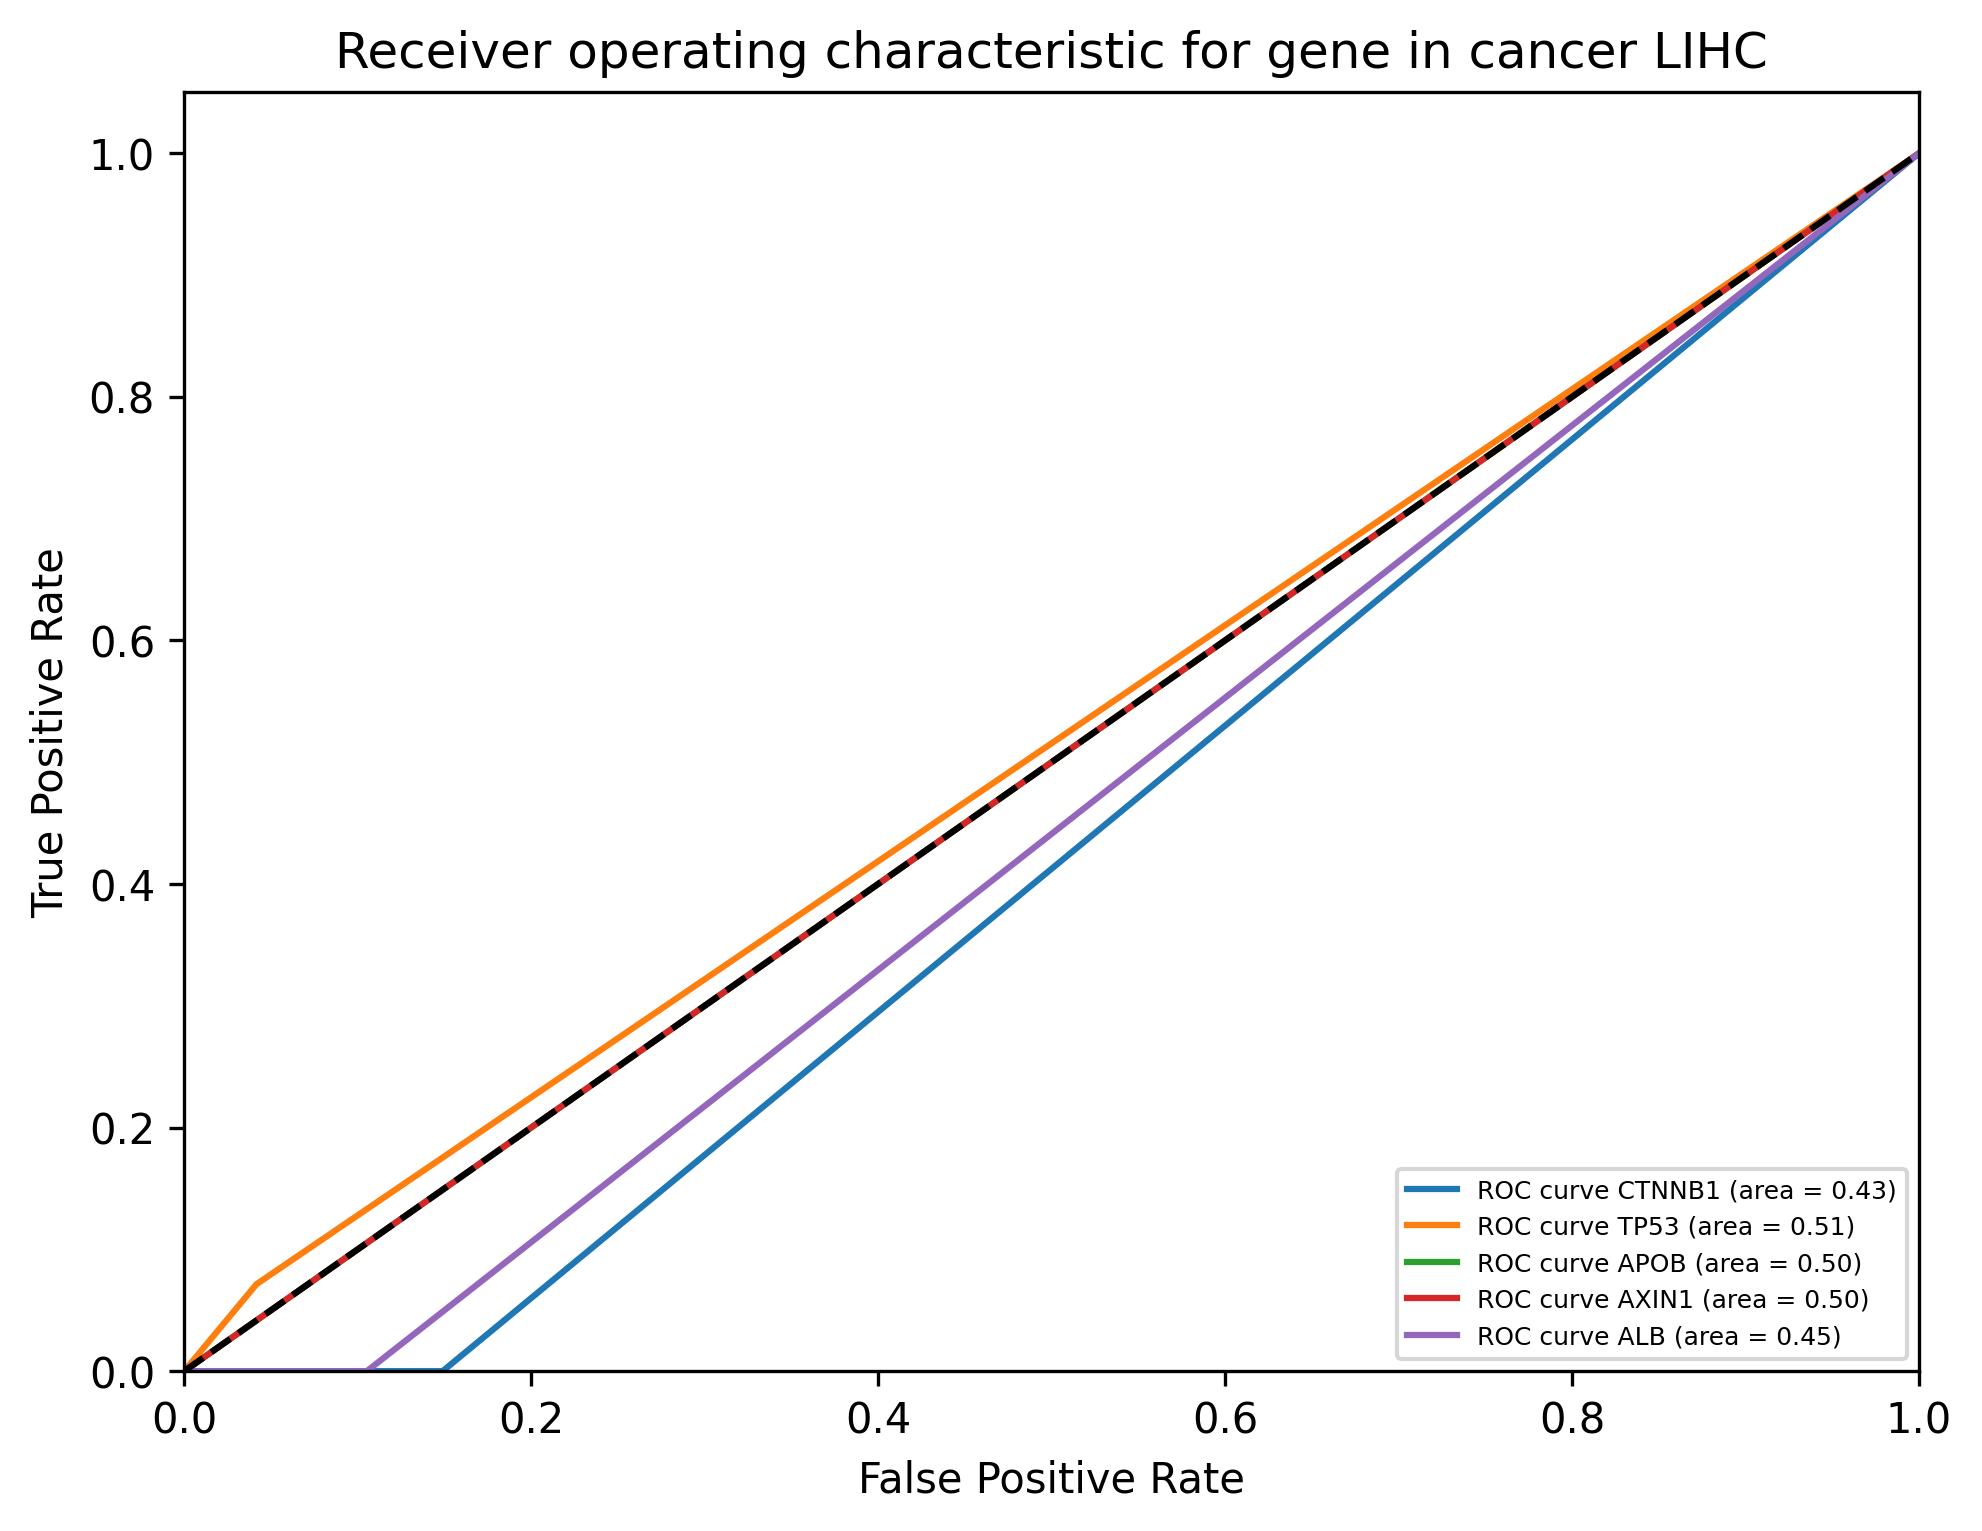 Receiver operating characteristic for gene in cancer LIHC
1.0
0.8
0.6
0.4
0.2
0.0
True Positive Rate
ROC curve CTNNB1 (area = 0.43)
ROC curve TP53 (area = 0.51)
ROC curve APOB (area = 0.50)
ROC curve AXIN1 (area = 0.50)
ROC curve ALB (area = 0.45)
0.0 0.2 0.4 0.6 0.8 1.0
False Positive Rate